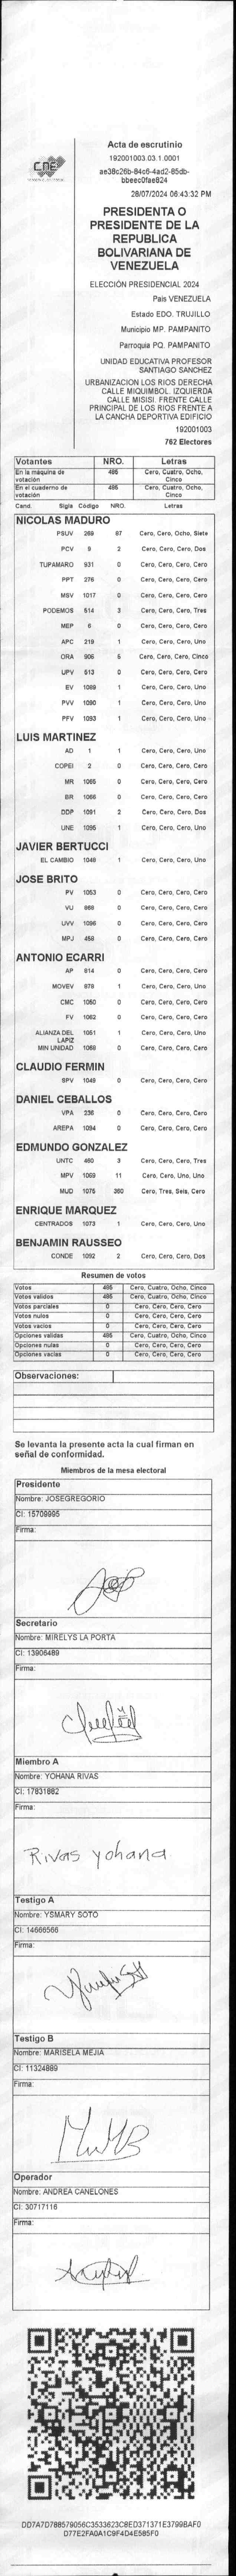 CNE
Acta de escrutinio
192001003.03.1.0001
ae38c26b-84c6-4ad2-85db-
bbeec0fae824
28/07/2024 06:43:32 PM
PRESIDENTA O
PRESIDENTE DE LA
REPUBLICA
BOLIVARIANA DE
VENEZUELA
ELECCIÓN PRESIDENCIAL 2024
Pais VENEZUELA
Estado EDO. TRUJILLO
Municipio MP. PAMPANITO
Parroquia PQ. PAMPANITO
UNIDAD EDUCATIVA PROFESOR
SANTIAGO SANCHEZ
URBANIZACION LOS RIOS DERECHA
CALLE MIQUIMBOL. IZQUIERDA
CALLE MISISI. FRENTE CALLE
PRINCIPAL DE LOS RIOS FRENTE A
LA CANCHA DEPORTIVA EDIFICIO
192001003
762 Electores
Votantes NRO. Letras
En la maquina de votación 485 Cero, Cuatro, Ocho, Cinco
En el cuaderno de votación 485 Cero, Cuatro, Ocho, Cinco
Cand. Sigla Código NRO. Letras
NICOLAS MADURO
PSUV 269 87 Cero, Cero, Ocho, Siete
PCV 9 2 Cero, Cero, Cero, Dos
TUPAMARO 931 0 Cero, Cero, Cero, Cero
PPT 276 0 Cero, Cero, Cero, Cero
MSV 1017 0 Cero, Cero, Cero, Cero
PODEMOS 514 3 Cero, Cero, Cero, Tres
MEP 6 0 Cero, Cero, Cero, Cero
APC 219 1 Cero, Cero, Cero, Uno
ORA 906 5 Cero, Cero, Cero, Cinco
UPV 513 0 Cero, Cero, Cero, Cero
EV 1089 1 Cero, Cero, Cero, Uno
PVV 1090 1 Cero, Cero, Cero, Uno
PFV 1093 1 Cero, Cero, Cero, Uno
LUIS MARTINEZ
AD 1 1 Cero, Cero, Cero, Uno
COPEI 2 0 Cero, Cero, Cero, Cero
MR 1065 0 Cero, Cero, Cero, Cero
BR 1066 0 Cero, Cero, Cero, Cero
DDP 1091 2 Cero, Cero, Cero, Dos
UNE 1095 1 Cero, Cero, Cero, Uno
JAVIER BERTUCCI
EL CAMBIO 1048 1 Cero, Cero, Cero, Uno
JOSE BRITO
PV 1053 0 Cero, Cero, Cero, Cero
VU 868 0 Cero, Cero, Cero, Cero
UVV 1096 0 Cero, Cero, Cero, Cero
MPJ 458 0 Cero, Cero, Cero, Cero
ANTONIO ECARRI
AP 814 0 Cero, Cero, Cero, Cero
MOVEV 879 1 Cero, Cero, Cero, Uno
CMC 1050 0 Cero, Cero, Cero, Cero
FV 1062 0 Cero, Cero, Cero, Cero
ALIANZA DEL LAPIZ 1051 1 Cero, Cero, Cero, Uno
MIN UNIDAD 1068 0 Cero, Cero, Cero, Cero
CLAUDIO FERMIN
SPV 1049 0 Cero, Cero, Cero, Cero
DANIEL CEBALLOS
VPA 236 0 Cero, Cero, Cero, Cero
AREPA 1094 0 Cero, Cero, Cero, Cero
EDMUNDO GONZALEZ
UNTC 460 3 Cero, Cero, Cero, Tres
MPV 1069 11 Cero, Cero, Uno, Uno
MUD 1075 360 Cero, Tres, Seis, Cero
ENRIQUE MARQUEZ
CENTRADOS 1073 1 Cero, Cero, Cero, Uno
BENJAMIN RAUSSEO
CONDE 1092 2 Cero, Cero, Cero, Dos
Resumen de votos
Votos 485 Cero, Cuatro, Ocho, Cinco
Votos validos 485 Cero, Cuatro, Ocho, Cinco
Votos parciales 0 Cero, Cero, Cero, Cero
Votos nulos 0 Cero, Cero, Cero, Cero
Votos vacios 0 Cero, Cero, Cero, Cero
Opciones validas 485 Cero, Cuatro, Ocho, Cinco
Opciones nulas 0 Cero, Cero, Cero, Cero
Opciones vacias 0 Cero, Cero, Cero, Cero
Observaciones:
Se levanta la presente acta la cual firman en
señal de conformidad.
Miembros de la mesa electoral
Presidente
Nombre: JOSEGREGORIO
CI: 15709995
Firma:
Secretario
Nombre: MIRELYS LA PORTA
CI: 13906489
Firma:
Miembro A
Nombre: YOHANA RIVAS
CI: 17831882
Firma:
Rivas Yohana
Testigo A
Nombre: YSMARY SOTO
CI: 14666566
Firma:
Testigo B
Nombre: MARISELA MEJIA
CI: 11324889
Firma:
Operador
Nombre: ANDREA CANELONES
CI: 30717116
Firma:
DD7A7D788579056C3533623C8ED371371E3799BAF0
D77E2FA0A1C9F4D4E585F0